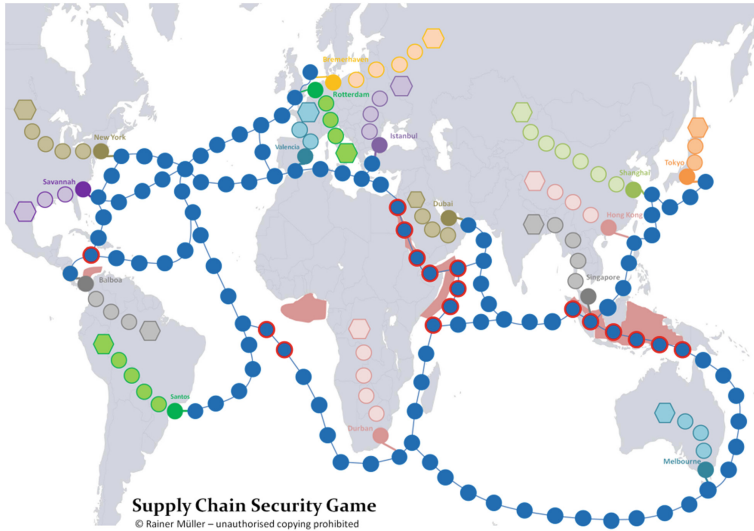 Bremerhaven
Rotterdam
New York
Istanbul
Valencia
Shanghai
Tokyo
Savannah
Dubai
Hong Kong
Singapore
Balboa
Santos
Durban
Melbourne
Supply Chain Security Game
© Rainer Müller – unauthorised copying prohibited